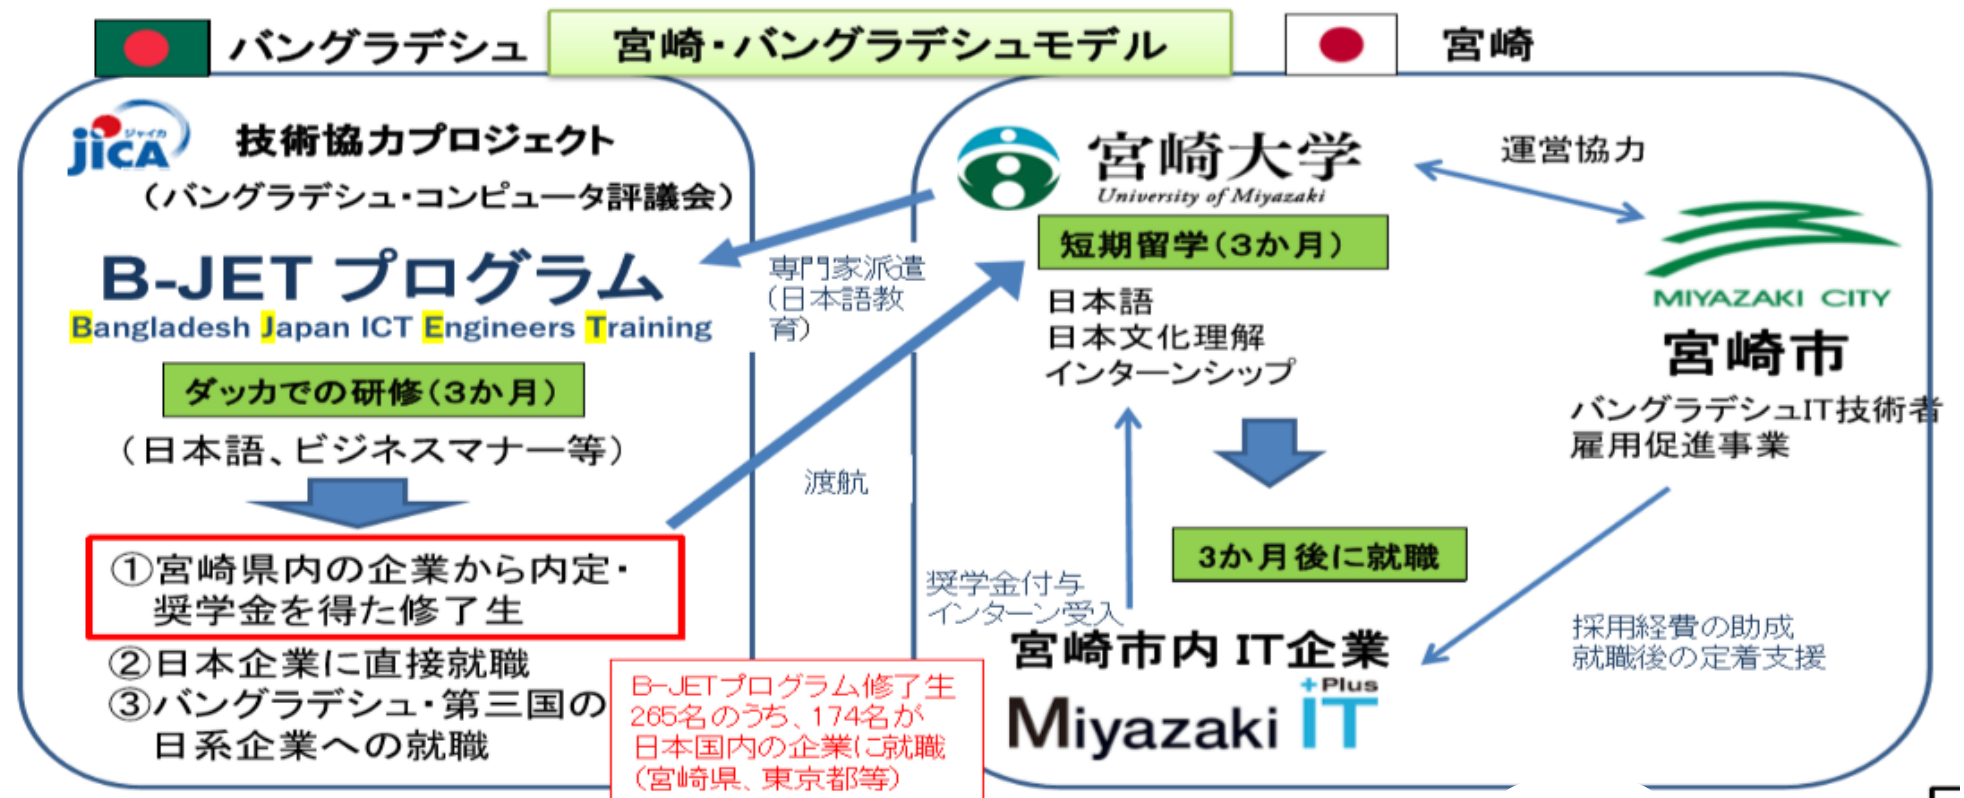 バングラデシュ
宮崎・バングラデシュモデル
宮崎
ジャイカ
jica
技術協力プロジェクト
（バングラデシュ・コンピュータ評議会）
B-JET プログラム
Bangladesh Japan ICT Engineers Training
ダッカでの研修（3か月）
（日本語、ビジネスマナー等）
①宮崎県内の企業から内定・
奨学金を得た修了生
②日本企業に直接就職
③バングラデシュ・第三国の
日系企業への就職
専門家派遣
（日本語教
育）
渡航
B-JETプログラム修了生
265名のうち、174名が
日本国内の企業に就職
（宮崎県、東京都等）
宮崎大学
University of Miyazaki
短期留学（3か月）
日本語
日本文化理解
インターンシップ
3か月後に就職
奨学金付与
インターン受入
宮崎市内 IT企業
Miyazaki +Plus IT
運営協力
MIYAZAKI CITY
宮崎市
バングラデシュIT技術者
雇用促進事業
採用経費の助成
就職後の定着支援